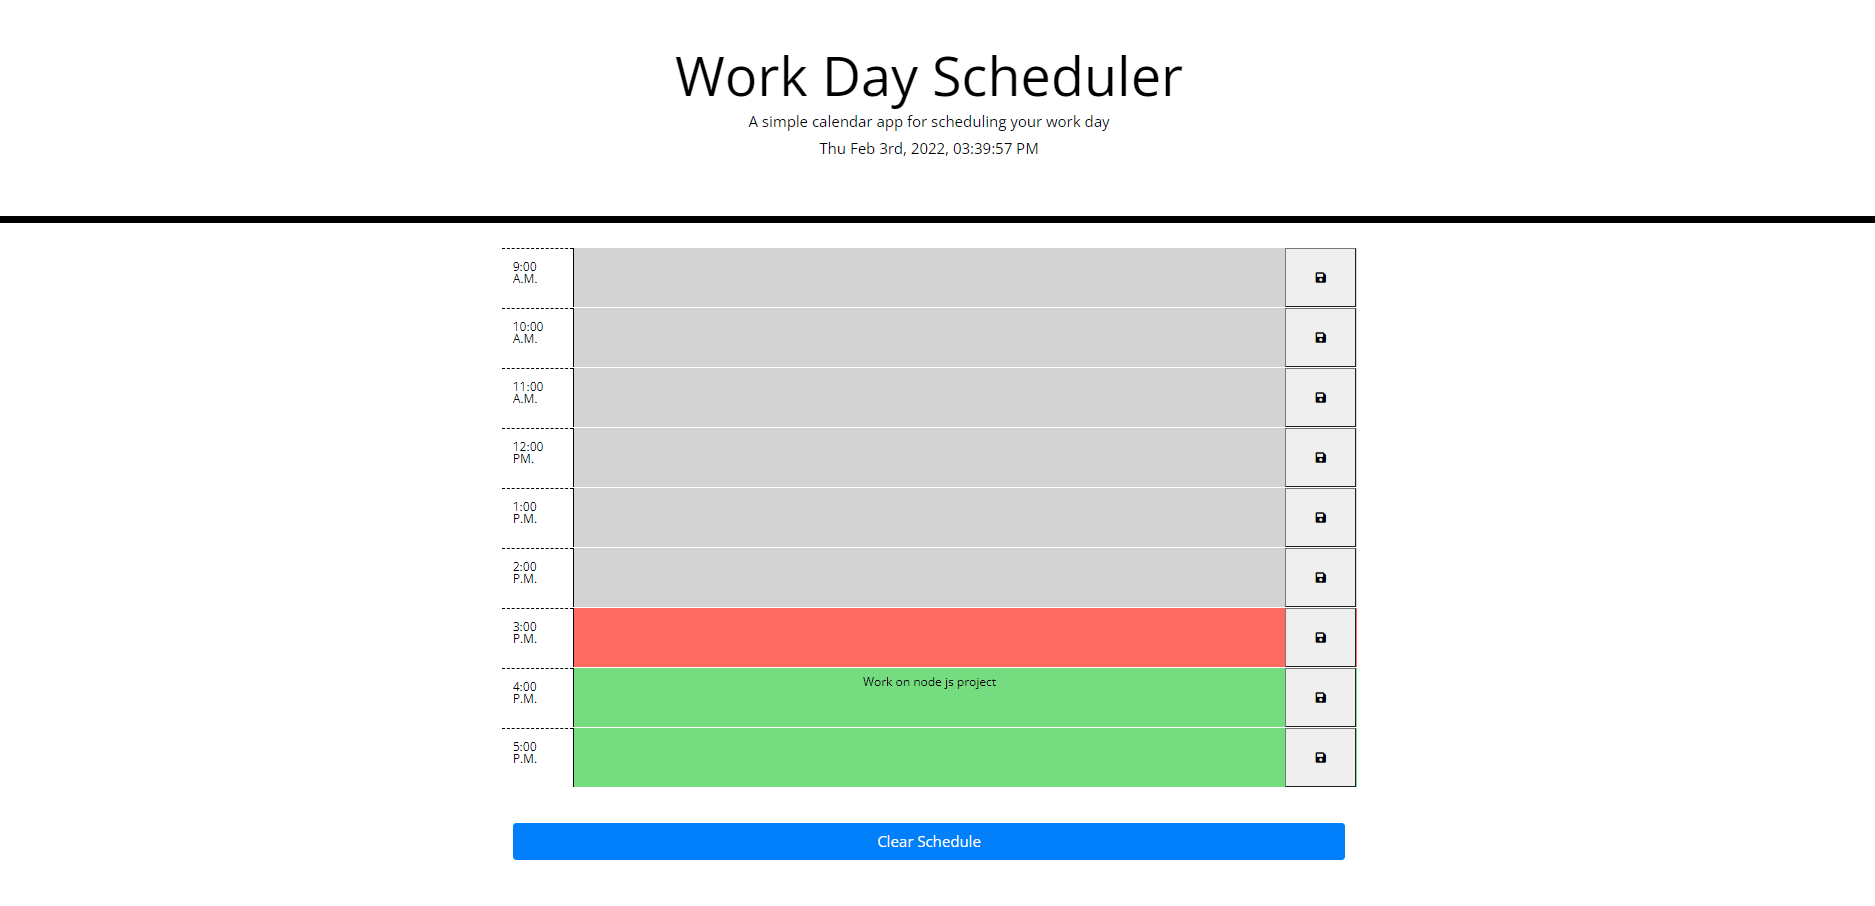 Work Day Scheduler
A simple calendar app for scheduling your work day
Thu Feb 3rd, 2022, 03:39:57 PM
9:00
A.M.
10:00
A.M.
11:00
A.M.
12:00
PM.
1:00
P.M.
2:00
P.M.
3:00
P.M.
4:00
P.M.
Work on node js project
5:00
P.M.
Clear Schedule